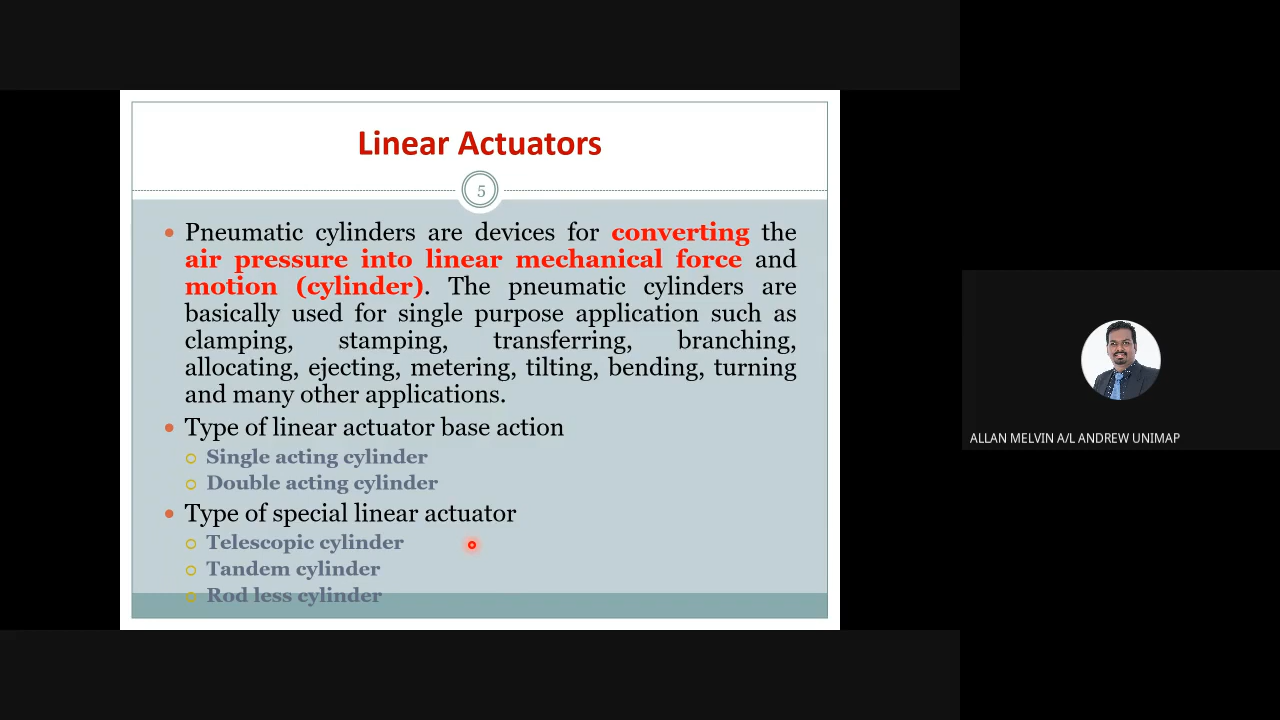 Linear Actuators
5
Pneumatic cylinders are devices for converting the
air pressure into linear mechanical force and
motion (cylinder). The pneumatic cylinders are
basically used for single purpose application such as
clamping, stamping, transferring, branching,
allocating, ejecting, metering, tilting, bending, turning
and many other applications.
Type of linear actuator base action
Single acting cylinder
Double acting cylinder
Type of special linear actuator
Telescopic cylinder
Tandem cylinder
Rod less cylinder
ALLAN MELVIN A/L ANDREW UNIMAP